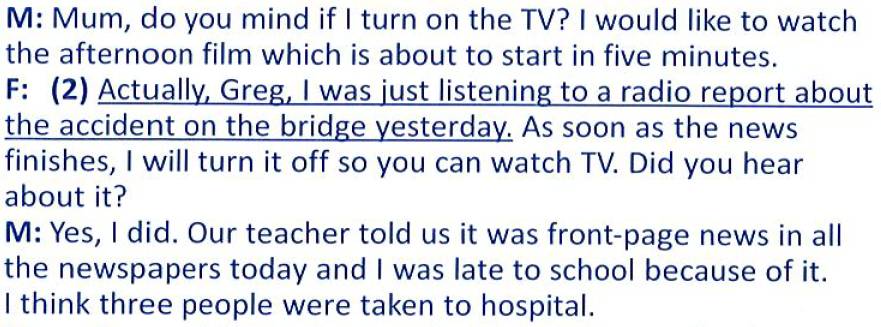 M: Mum, do you mind if I turn on the TV? I would like to watch
the afternoon film which is about to start in five minutes.
F: (2) Actually, Greg, I was just listening to a radio report about
the accident on the bridge yesterday. As soon as the news
finishes, I will turn it off so you can watch TV. Did you hear
about it?
M: Yes, I did. Our teacher told us it was front-page news in all
the newspapers today and I was late to school because of it.
I think three people were taken to hospital.